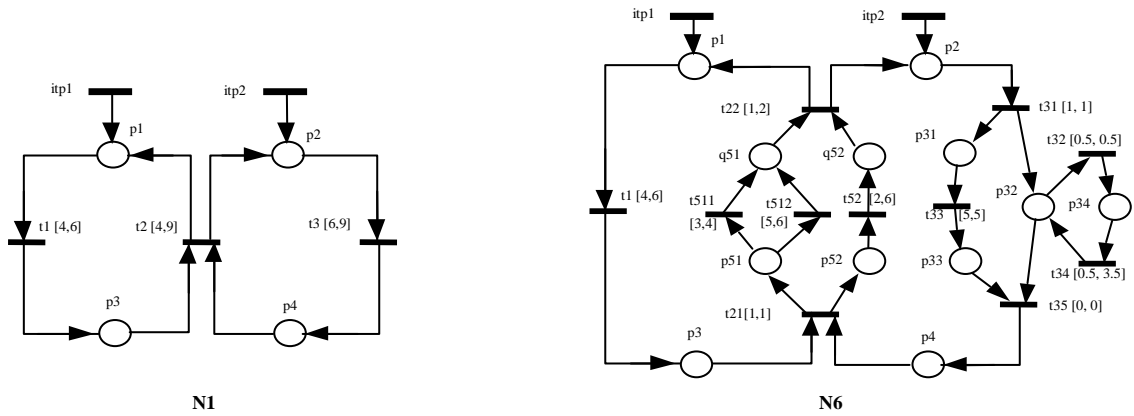 itp1
itp2
p1
p2
t1 [4,6]
t2 [4,9]
t3 [6,9]
p3
p4
N1
itp1
itp2
p1
p2
t22 [1,2]
t31 [1, 1]
p31
t32 [0.5, 0.5]
q51
q52
t1 [4,6]
t511
[3,4]
t512
[5,6]
t52 [2,6]
p32
p34
t33 [5,5]
p51
p52
p33
t34 [0.5, 3.5]
t21[1,1]
t35 [0, 0]
p3
p4
N6